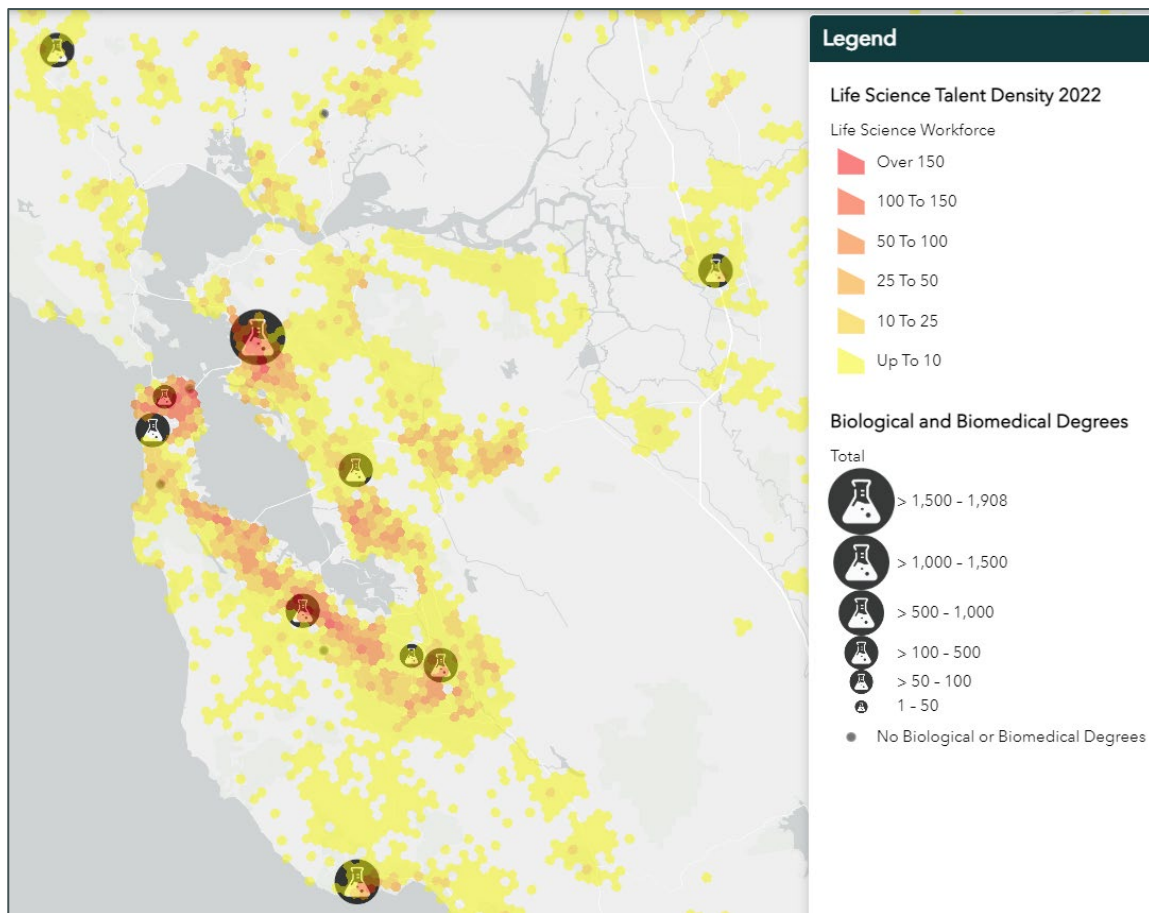 Legend
Life Science Talent Density 2022
Life Science Workforce
Over 150
100 To 150
50 To 100
25 To 50
10 To 25
Up To 10
Biological and Biomedical Degrees
Total
> 1,500 - 1,908
> 1,000 - 1,500
> 500 - 1,000
> 100 - 500
> 50 - 100
1 - 50
No Biological or Biomedical Degrees